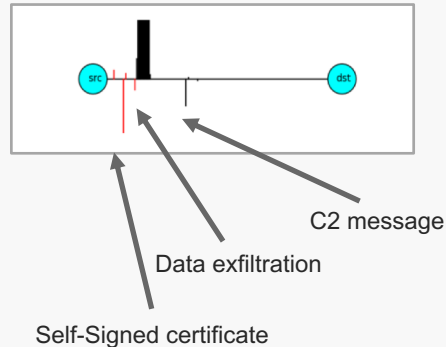 src
dst
C2 message
Data exfiltration
Self-Signed certificate